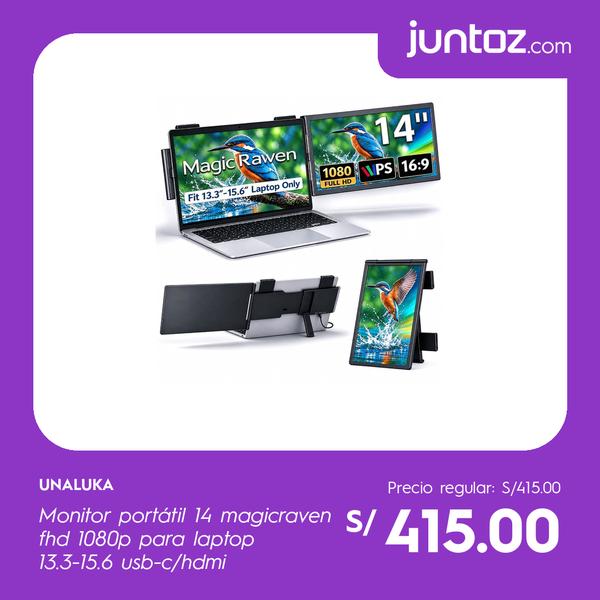 juntoz.com
14"
Magic Raven
1080
FULL HD
IPS
16:9
Fit 13.3"-15.6" Laptop Only
UNALUKA
Precio regular: S/415.00
Monitor portátil 14 magicraven
fhd 1080p para laptop
13.3-15.6 usb-c/hdmi
S/ 415.00